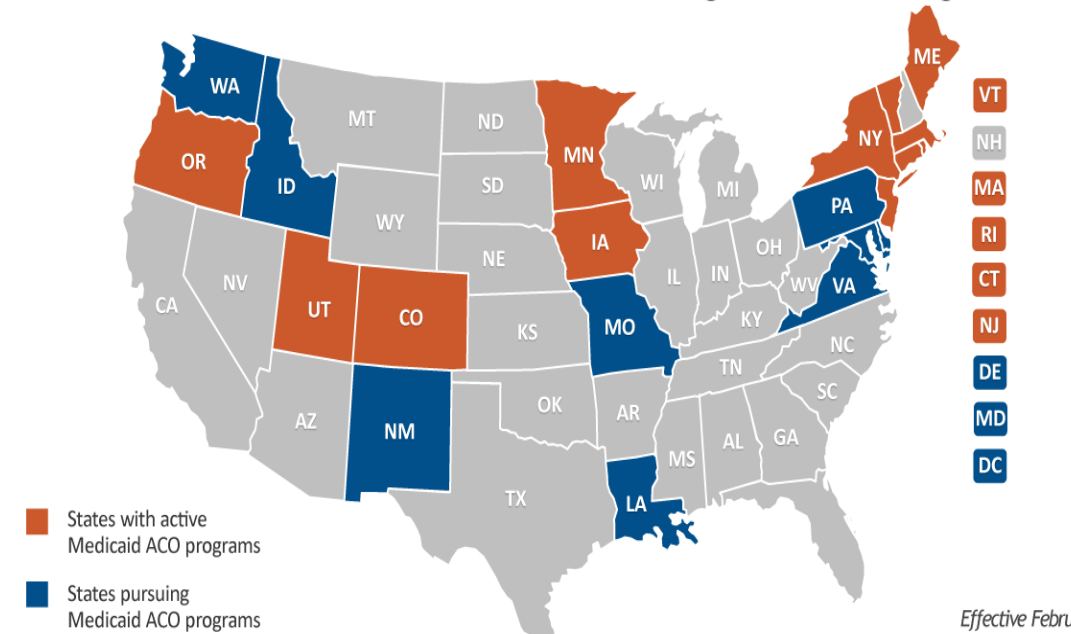 ME
WA
VT
MT
ND
NY
NH
MN
OR
WI
SD
MI
ID
MA
PA
WY
RI
IA
OH
NE
IL
IN
CT
NV
WV
VA
CA
UT
CO
MO
KY
NJ
KS
NC
TN
DE
SC
OK
AR
MD
AZ
NM
GA
AL
MS
DC
TX
LA
States with active
Medicaid ACO programs
States pursuing
Medicaid ACO programs
Effective